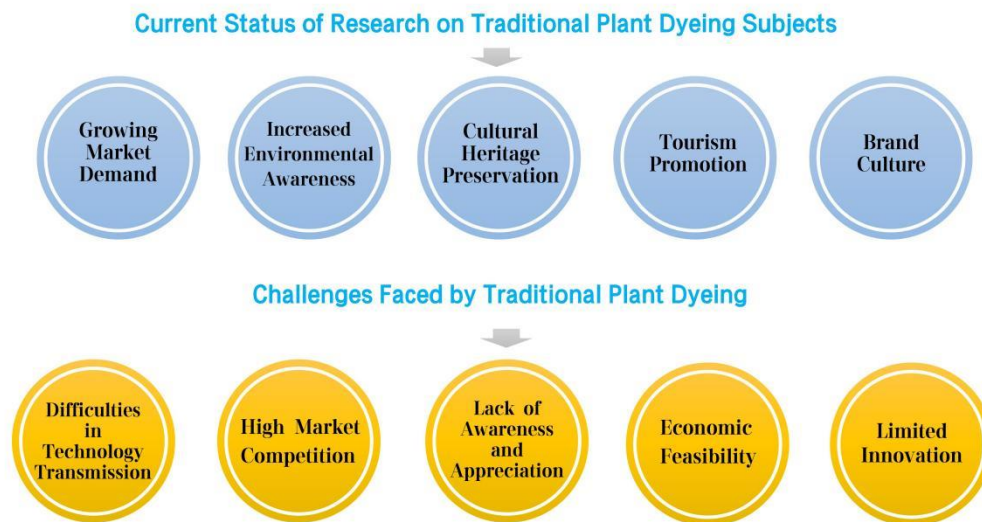 Current Status of Research on Traditional Plant Dyeing Subjects
Growing
Market
Demand
Increased
Environmental
Awareness
Cultural
Heritage
Preservation
Tourism
Promotion
Brand
Culture
Challenges Faced by Traditional Plant Dyeing
Difficulties
in
Technology
Transmission
High Market
Competition
Lack of
Awareness
and
Appreciation
Economic
Feasibility
Limited
Innovation